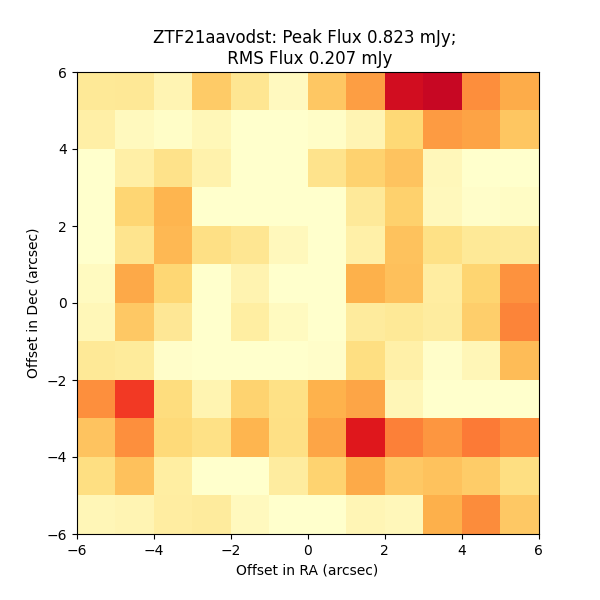 ZTF21aavodst: Peak Flux 0.823 mJy;
RMS Flux 0.207 mJy
6
4
2
0
−2
−4
−6
Offset in Dec (arcsec)
−6 −4 −2 0 2 4 6
Offset in RA (arcsec)